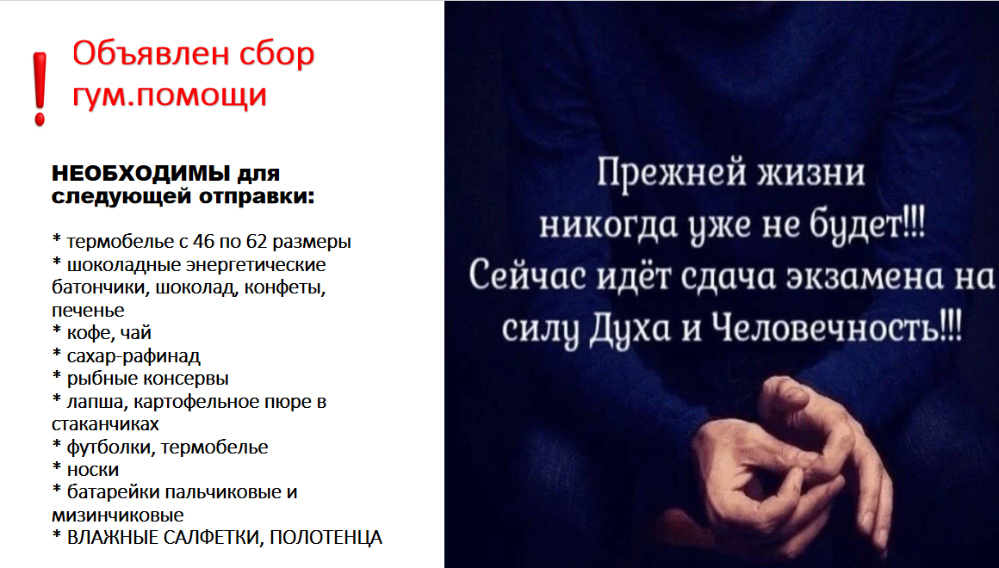 Объявлен сбор
гум.помощи
НЕОБХОДИМЫ для
следующей отправки:
* термобелье с 46 по 62 размеры
* шоколадные энергетические
батончики, шоколад, конфеты,
печенье
* кофе, чай
* сахар-рафинад
* рыбные консервы
* лапша, картофельное пюре в
стаканчиках
* футболки, термобелье
* носки
* батарейки пальчиковые и
мизинчиковые
* ВЛАЖНЫЕ САЛФЕТКИ, ПОЛОТЕНЦА
Прежней жизни
никогда уже не будет!!!
Сейчас идёт сдача экзамена на
силу Духа и Человечность!!!